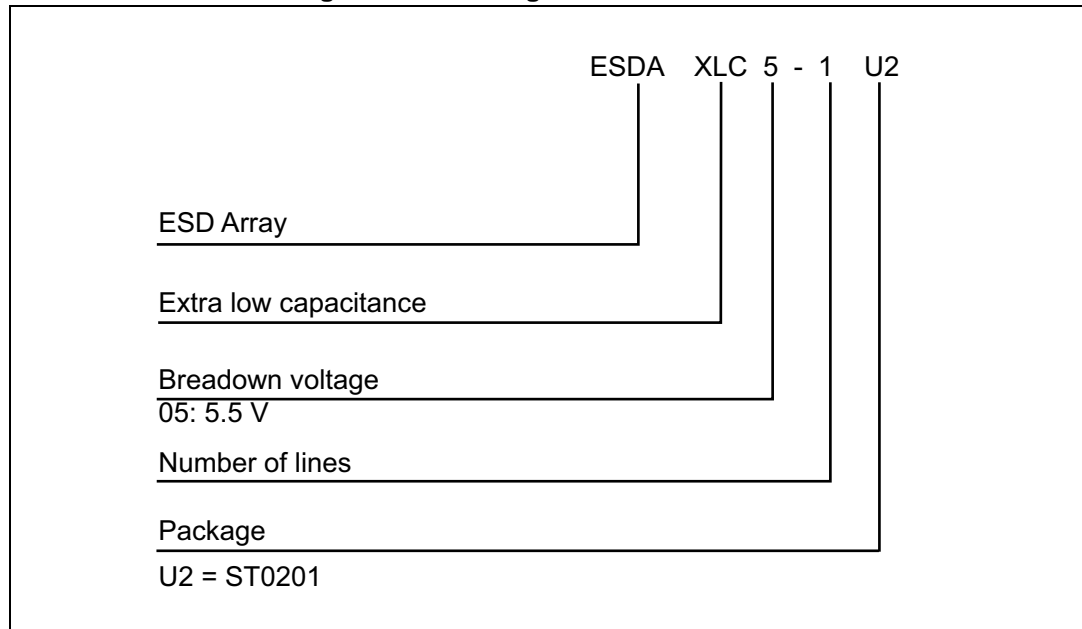 ESDA XLC 5 - 1 U2
ESD Array
Extra low capacitance
Breadown voltage
05: 5.5 V
Number of lines
Package
U2 = ST0201